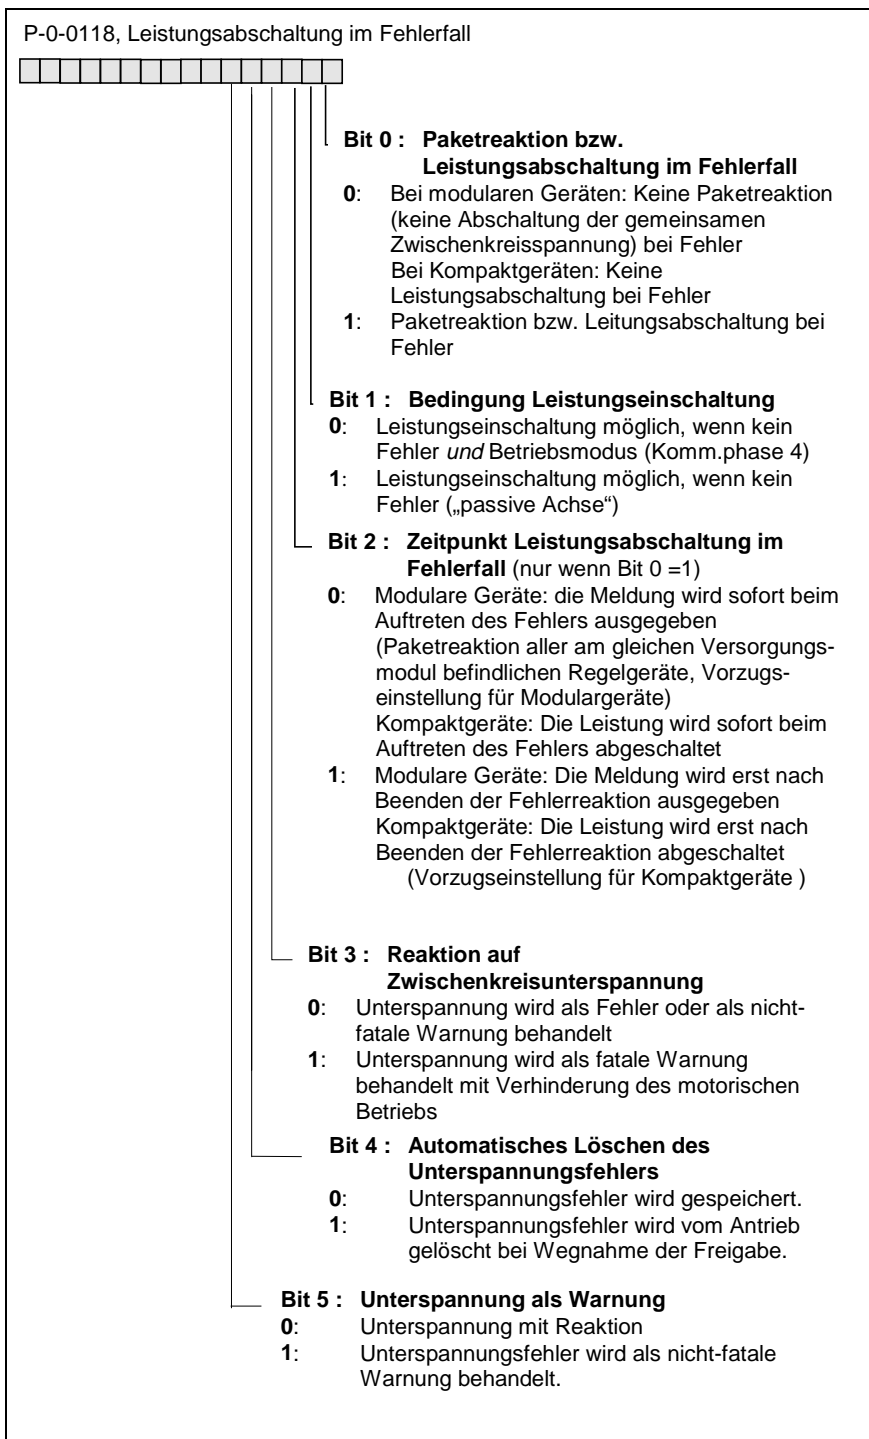 P-0-0118, Leistungsabschaltung im Fehlerfall
Bit 0 : Paketreaktion bzw.
Leistungsabschaltung im Fehlerfall
0: Bei modularen Geräten: Keine Paketreaktion
(keine Abschaltung der gemeinsamen
Zwischenkreisspannung) bei Fehler
Bei Kompaktgeräten: Keine
Leistungsabschaltung bei Fehler
1: Paketreaktion bzw. Leitungsabschaltung bei
Fehler
Bit 1 : Bedingung Leistungseinschaltung
0: Leistungseinschaltung möglich, wenn kein
Fehler und Betriebsmodus (Komm.phase 4)
1: Leistungseinschaltung möglich, wenn kein
Fehler („passive Achse“)
Bit 2 : Zeitpunkt Leistungsabschaltung im
Fehlerfall (nur wenn Bit 0 =1)
0: Modulare Geräte: die Meldung wird sofort beim
Auftreten des Fehlers ausgegeben
(Paketreaktion aller am gleichen Versorgungs-
modul befindlichen Regelgeräte, Vorzugs-
einstellung für Modulargeräte)
Kompaktgeräte: Die Leistung wird sofort beim
Auftreten des Fehlers abgeschaltet
1: Modulare Geräte: Die Meldung wird erst nach
Beenden der Fehlerreaktion ausgegeben
Kompaktgeräte: Die Leistung wird erst nach
Beenden der Fehlerreaktion abgeschaltet
(Vorzugseinstellung für Kompaktgeräte )
Bit 3 : Reaktion auf
Zwischenkreisunterspannung
0: Unterspannung wird als Fehler oder als nicht-
fatale Warnung behandelt
1: Unterspannung wird als fatale Warnung
behandelt mit Verhinderung des motorischen
Betriebs
Bit 4 : Automatisches Löschen des
Unterspannungsfehlers
0: Unterspannungsfehler wird gespeichert.
1: Unterspannungsfehler wird vom Antrieb
gelöscht bei Wegnahme der Freigabe.
Bit 5 : Unterspannung als Warnung
0: Unterspannung mit Reaktion
1: Unterspannungsfehler wird als nicht-fatale
Warnung behandelt.